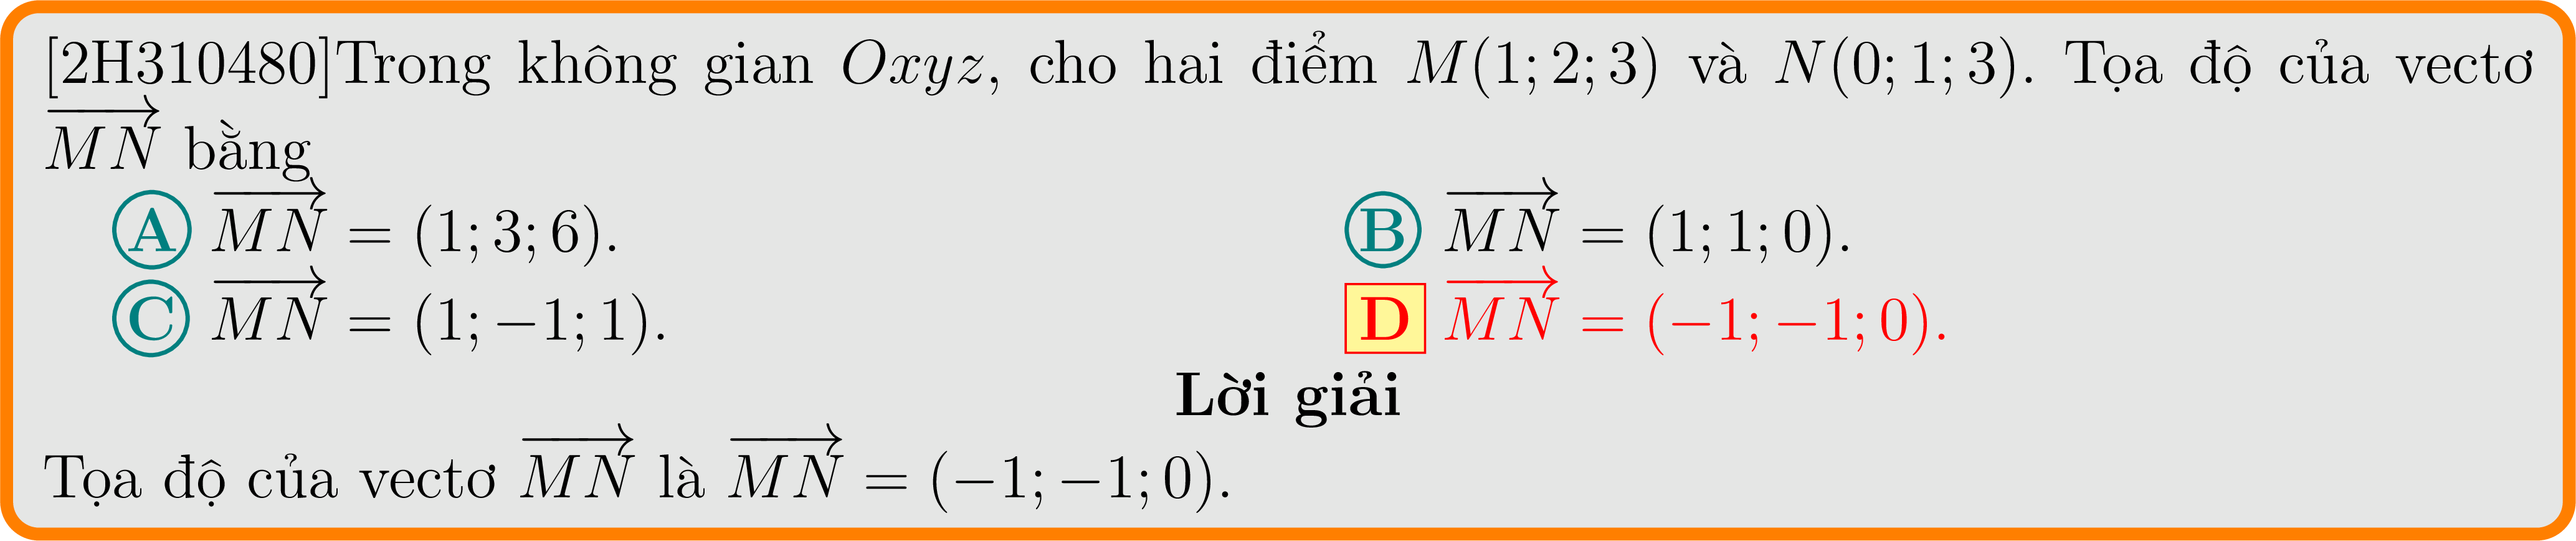 [2H310480]Trong không gian Oxyz, cho hai điểm M(1; 2; 3) và N(0; 1; 3). Tọa độ của vectơ
$\overrightarrow{MN}$ bằng
A $\overrightarrow{MN}$ = (1; 3; 6). B $\overrightarrow{MN}$ = (1; 1; 0).
C $\overrightarrow{MN}$ = (1; −1; 1). D $\overrightarrow{MN}$ = (−1; −1; 0).
Lời giải
Tọa độ của vectơ $\overrightarrow{MN}$ là $\overrightarrow{MN}$ = (−1; −1; 0).